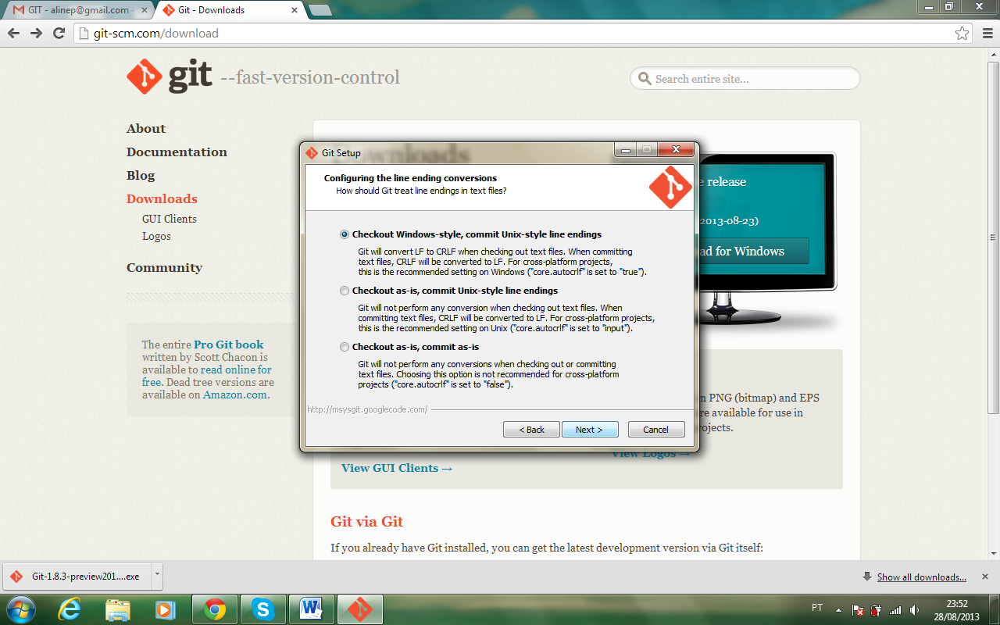 GIT - alinep@gmail.com -
Git - Downloads
git-scm.com/download
git --fast-version-control
Search entire site...
About
Documentation
Blog
Downloads
GUI Clients
Logos
Community
The entire Pro Git book
written by Scott Chacon is
available to read online for
free. Dead tree versions are
available on Amazon.com.
Downloads
e release
2013-08-23)
ad for Windows
Git Setup
Configuring the line ending conversions
How should Git treat line endings in text files?
Checkout Windows-style, commit Unix-style line endings
Git will convert LF to CRLF when checking out text files. When committing
text files, CRLF will be converted to LF. For cross-platform projects,
this is the recommended setting on Windows ("core.autocrlf" is set to "true").
Checkout as-is, commit Unix-style line endings
Git will not perform any conversion when checking out text files. When
committing text files, CRLF will be converted to LF. For cross-platform projects,
this is the recommended setting on Unix ("core.autocrlf" is set to "input").
Checkout as-is, commit as-is
Git will not perform any conversions when checking out or committing
text files. Choosing this option is not recommended for cross-platform
projects ("core.autocrlf" is set to "false").
http://msysgit.googlecode.com/
< Back
Next >
Cancel
n PNG (bitmap) and EPS
re available for use in
ojects.
View Logos →
View GUI Clients →
Git via Git
If you already have Git installed, you can get the latest development version via Git itself:
Git-1.8.3-preview201....exe
Show all downloads...
PT
23:52
28/08/2013